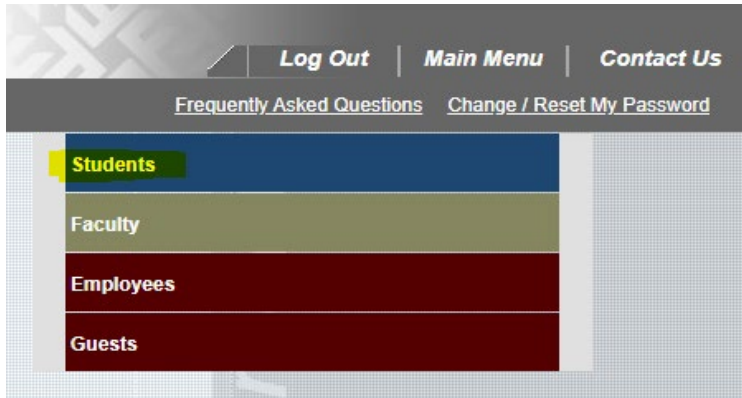 Log Out Main Menu Contact Us
Frequently Asked Questions Change / Reset My Password
Students
Faculty
Employees
Guests